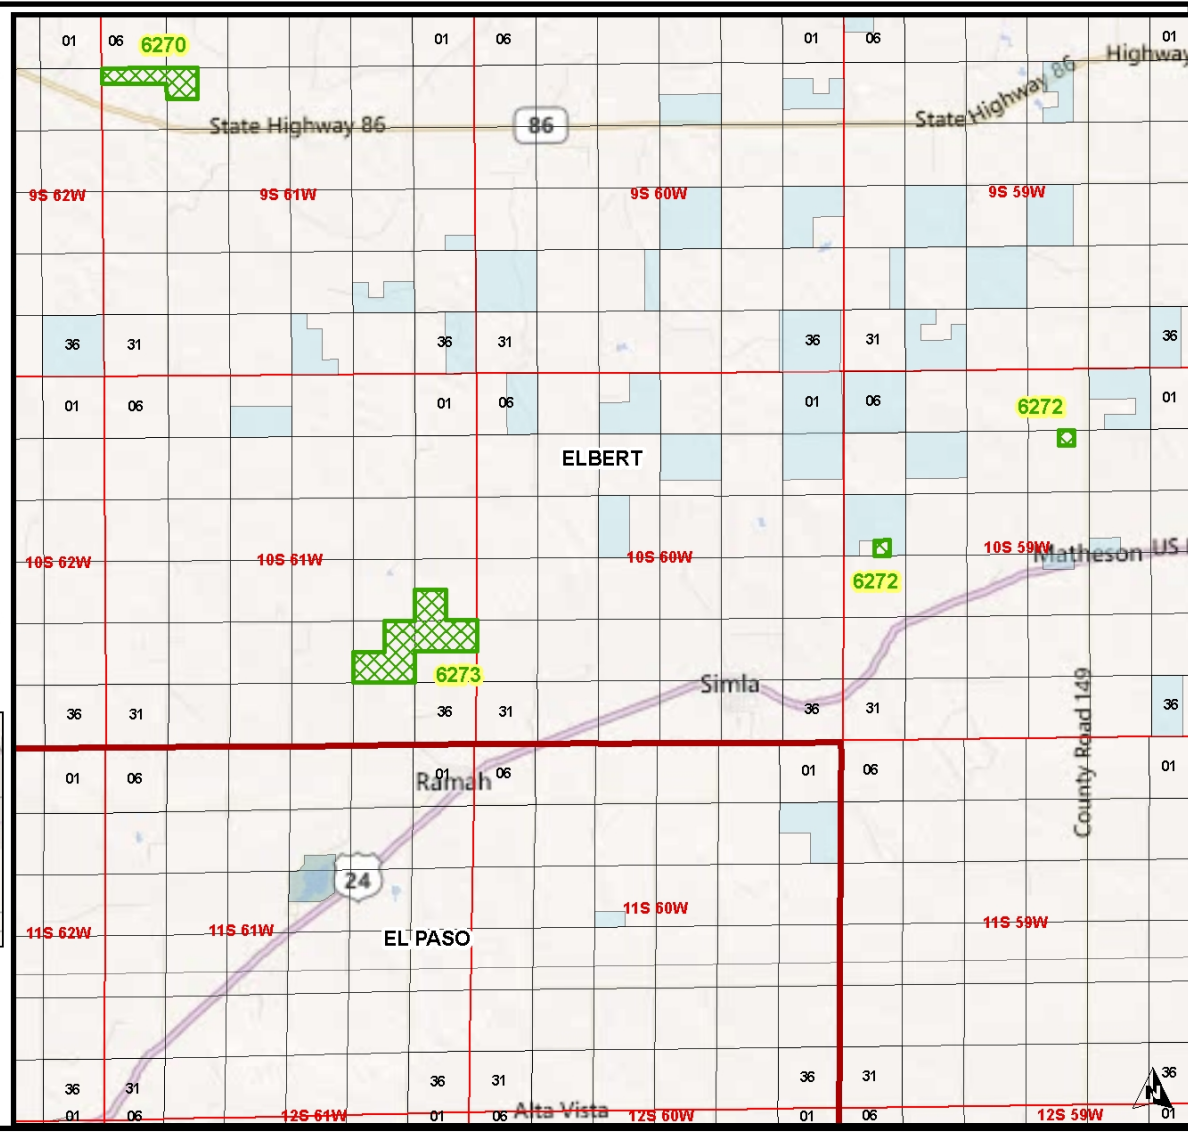 01 06 6270 01 06 01 06 01
Highway
State Highway 86
State Highway 86
86
9S 62W 9S 61W 9S 60W 9S 59W
36 31 36 31 36 31 36
01 06 01 06 01 06 6272 01
ELBERT
10S 62W 10S 61W 10S 60W 10S 59W
Matheson US
6272
6273
Simla
36 31 36 31 36 31 36
County Road 149
01 06 01 06 01 06 01
Ramah
24
11S 62W 11S 61W 11S 60W 11S 59W
EL PASO
36 31 36 31 36 31 36
N
01 06 12S 61W 01 06 Alta Vista 12S 60W 01 06 12S 59W 01